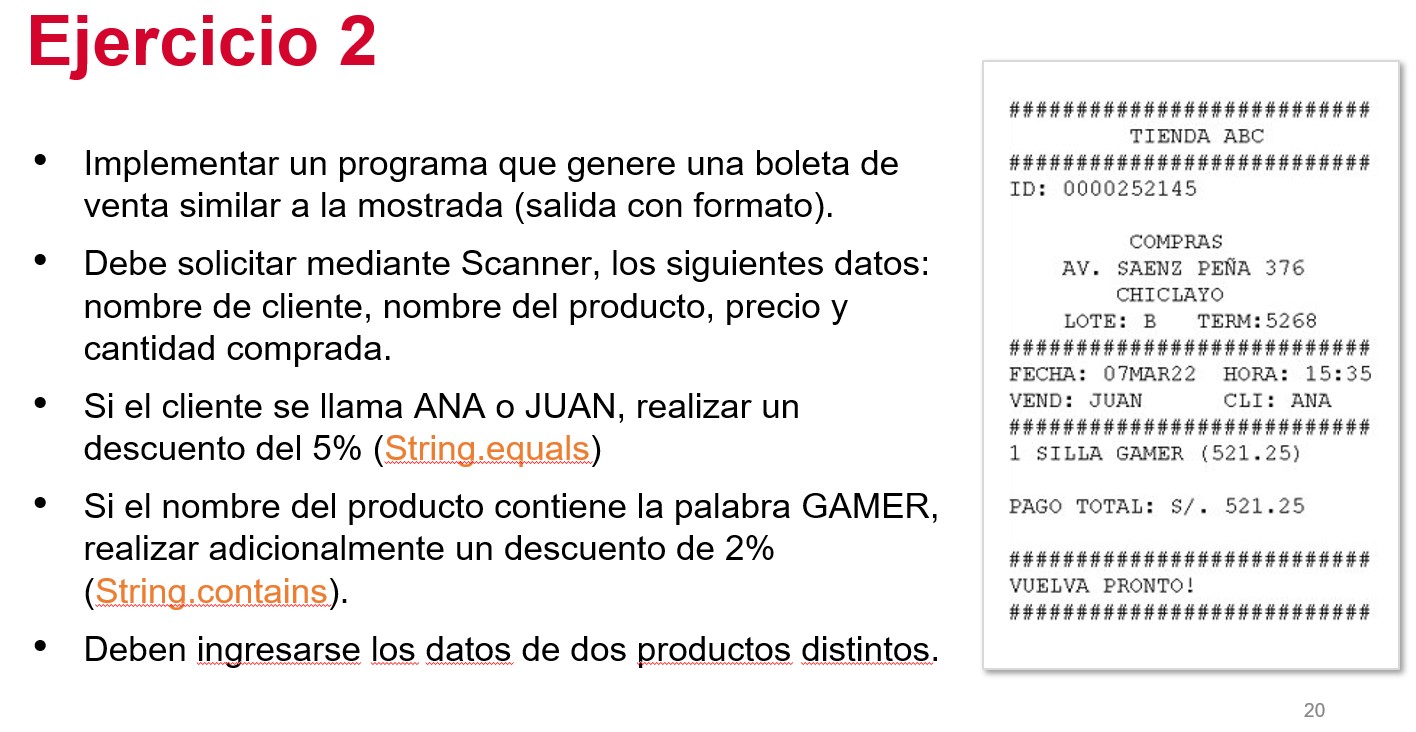 Ejercicio 2
• Implementar un programa que genere una boleta de
venta similar a la mostrada (salida con formato).
• Debe solicitar mediante Scanner, los siguientes datos:
nombre de cliente, nombre del producto, precio y
cantidad comprada.
• Si el cliente se llama ANA o JUAN, realizar un
descuento del 5% (String.equals)
• Si el nombre del producto contiene la palabra GAMER,
realizar adicionalmente un descuento de 2%
(String.contains).
• Deben ingresarse los datos de dos productos distintos.
###########################
TIENDA ABC
###########################
ID: 0000252145
COMPRAS
AV. SAENZ PEÑA 376
CHICLAYO
LOTE: B TERM:5268
###########################
FECHA: 07MAR22 HORA: 15:35
VEND: JUAN CLI: ANA
###########################
1 SILLA GAMER (521.25)
PAGO TOTAL: S/. 521.25
###########################
VUELVA PRONTO!
###########################
20